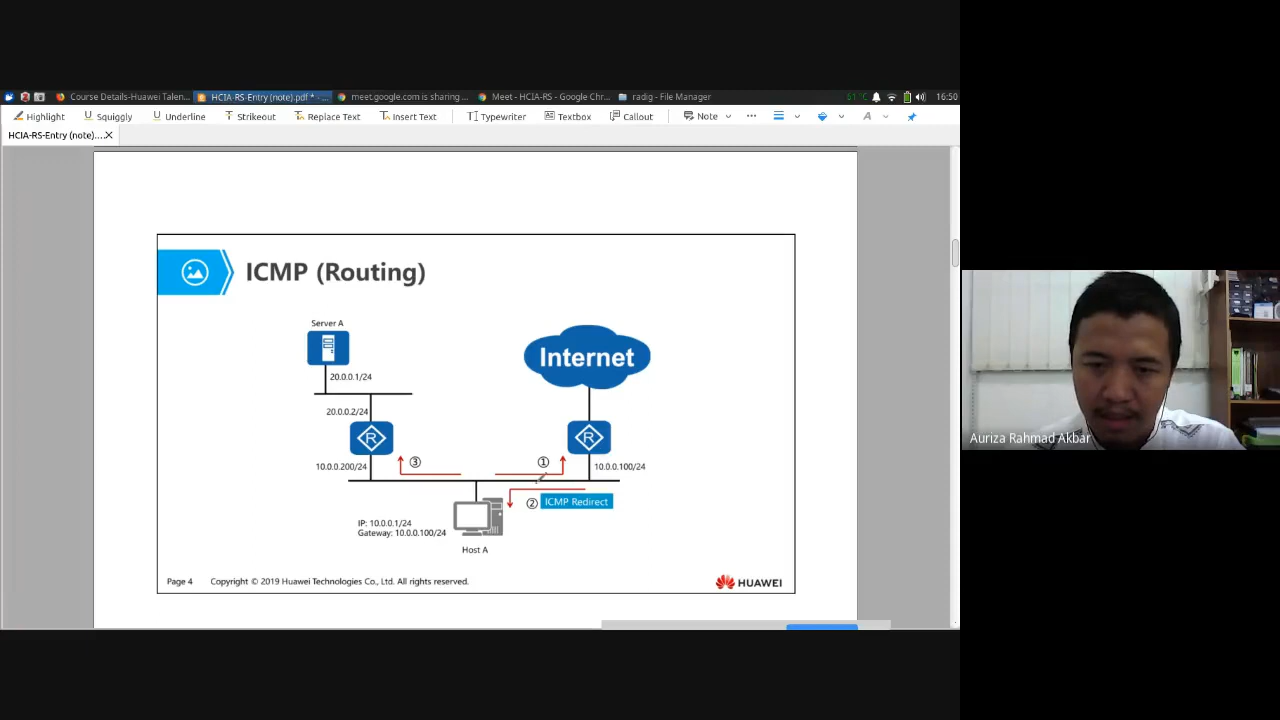 Course Details-Huawei Talen... HCIA-RS-Entry (note).pdf * - ... meet.google.com is sharing ... Meet - HCIA-RS - Google Chr... radig - File Manager 61°C 16:50
Highlight Squiggly Underline Strikeout Replace Text Insert Text Typewriter Textbox Callout Note
HCIA-RS-Entry (note)....
ICMP (Routing)
Server A
Internet
20.0.0.1/24
20.0.0.2/24
R
R
③
①
10.0.0.200/24
10.0.0.100/24
② ICMP Redirect
IP: 10.0.0.1/24
Gateway: 10.0.0.100/24
Host A
Page 4 Copyright © 2019 Huawei Technologies Co., Ltd. All rights reserved.
HUAWEI
Auriza Rahmad Akbar